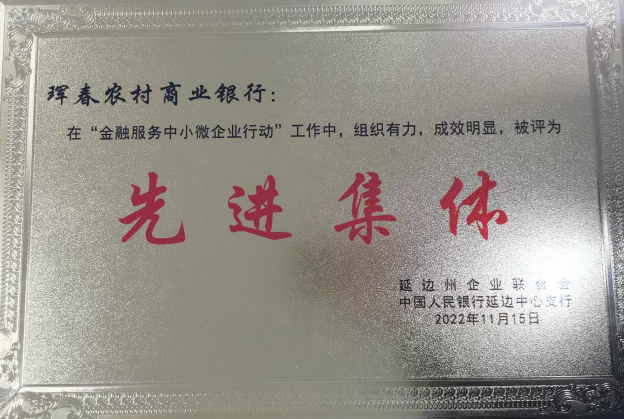 珲春农村商业银行：
在“金融服务中小微企业行动”工作中，组织有力，成效明显，被评为
先进集体
延边州企业联合会
中国人民银行延边中心支行
2022年11月15日